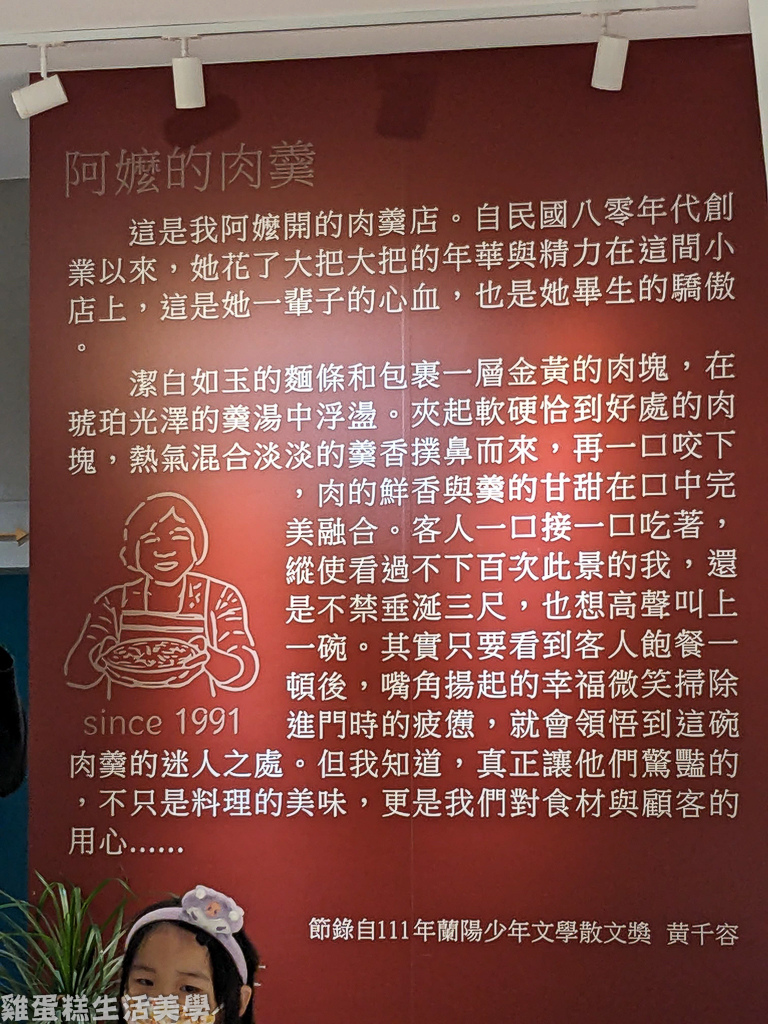 阿嬤的肉羹
這是我阿嬤開的肉羹店。自民國八零年代創
業以來，她花了大把大把的年華與精力在這間小
店上，這是她一輩子的心血，也是她畢生的驕傲
。
潔白如玉的麵條和包裹一層金黃的肉塊，在
琥珀光澤的羹湯中浮盪。夾起軟硬恰到好處的肉
塊，熱氣混合淡淡的羹香撲鼻而來，再一口咬下
，肉的鮮香與羹的甘甜在口中完
美融合。客人一口接一口吃著，
縱使看過不下百次此景的我，還
是不禁垂涎三尺，也想高聲叫上
一碗。其實只要看到客人飽餐一
頓後，嘴角揚起的幸福微笑掃除
進門時的疲憊，就會領悟到這碗
肉羹的迷人之處。但我知道，真正讓他們驚豔的
，不只是料理的美味，更是我們對食材與顧客的
用心......
since 1991
節錄自111年蘭陽少年文學散文獎 黃千容
雞蛋糕生活美學